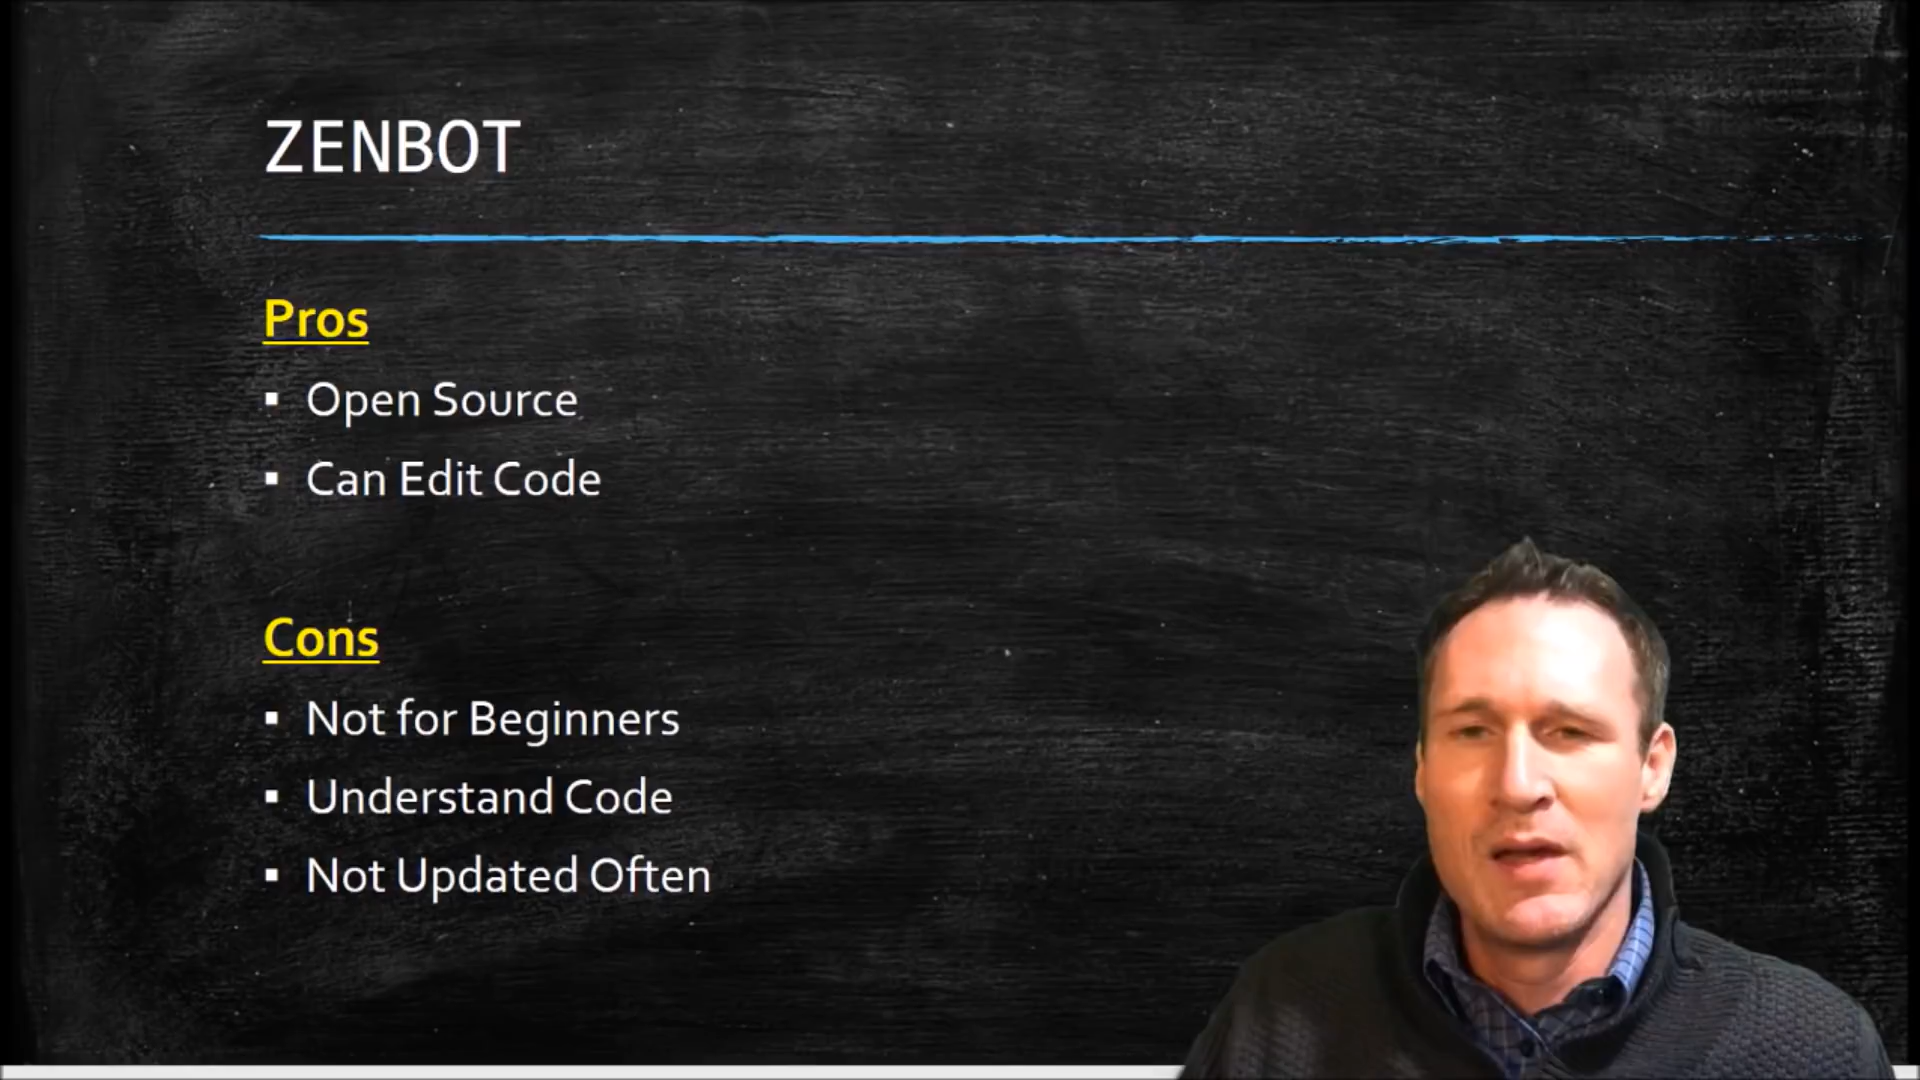 ZENBOT
Pros
▪ Open Source
▪ Can Edit Code
Cons
▪ Not for Beginners
▪ Understand Code
▪ Not Updated Often